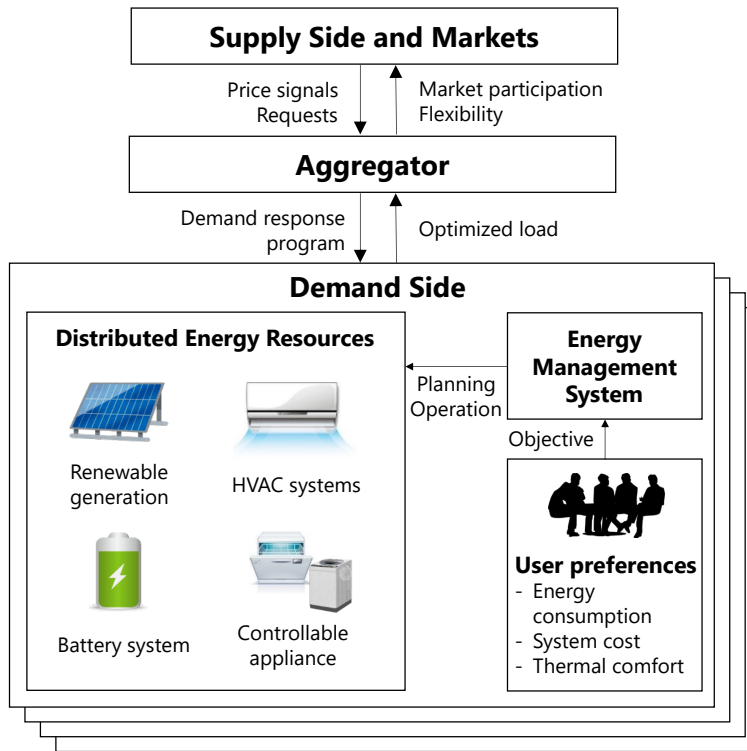 Supply Side and Markets
Price signals
Requests
Market participation
Flexibility
Aggregator
Demand response
program
Optimized load
Demand Side
Distributed Energy Resources
Renewable
generation
HVAC systems
Battery system
Controllable
appliance
Planning
Operation
Energy
Management
System
Objective
User preferences
- Energy
consumption
- System cost
- Thermal comfort